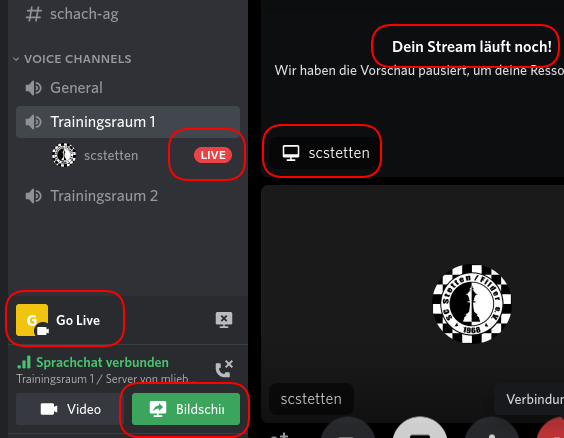 schach-ag
VOICE CHANNELS
General
Trainingsraum 1
scstetten
LIVE
Trainingsraum 2
G
Go Live
Sprachchat verbunden
Trainingsraum 1 / Server von mlieb...
Video
Bildschi
Dein Stream läuft noch!
Wir haben die Vorschau pausiert, um deine Resso
scstetten
SC Stetten/Filder e.V.
1968
scstetten
Verbindun